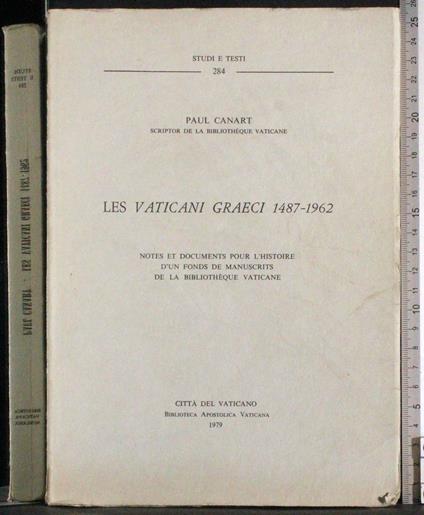 STUDI E TESTI
284
PAUL CANART
SCRIPTOR DE LA BIBLIOTHÈQUE VATICANE
LES VATICANI GRAECI 1487-1962
NOTES ET DOCUMENTS POUR L'HISTOIRE
D'UN FONDS DE MANUSCRITS
DE LA BIBLIOTHÈQUE VATICANE
CITTÀ DEL VATICANO
BIBLIOTECA APOSTOLICA VATICANA
1979